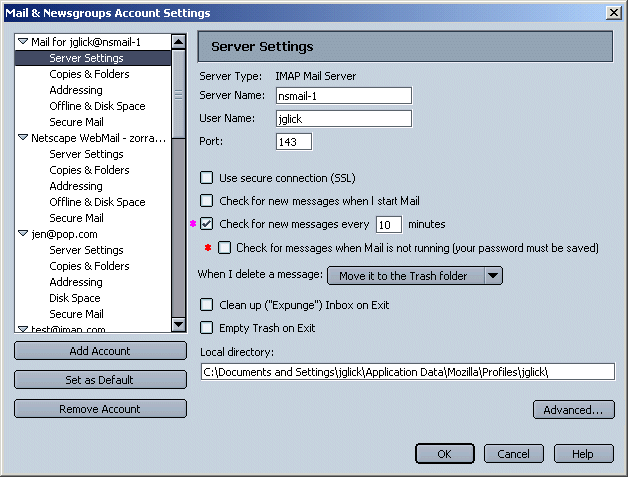 Mail & Newsgroups Account Settings
Mail for jglick@nsmail-1
Server Settings
Copies & Folders
Addressing
Offline & Disk Space
Secure Mail
Netscape WebMail - zorra...
Server Settings
Copies & Folders
Addressing
Offline & Disk Space
Secure Mail
jen@pop.com
Server Settings
Copies & Folders
Addressing
Disk Space
Secure Mail
test@imap.com
Add Account
Set as Default
Remove Account
Server Settings
Server Type: IMAP Mail Server
Server Name: nsmail-1
User Name: jglick
Port: 143
Use secure connection (SSL)
Check for new messages when I start Mail
* Check for new messages every 10 minutes
* Check for messages when Mail is not running (your password must be saved)
When I delete a message: Move it to the Trash folder
Clean up ("Expunge") Inbox on Exit
Empty Trash on Exit
Local directory:
C:\Documents and Settings\jglick\Application Data\Mozilla\Profiles\jglick\
Advanced...
OK Cancel Help